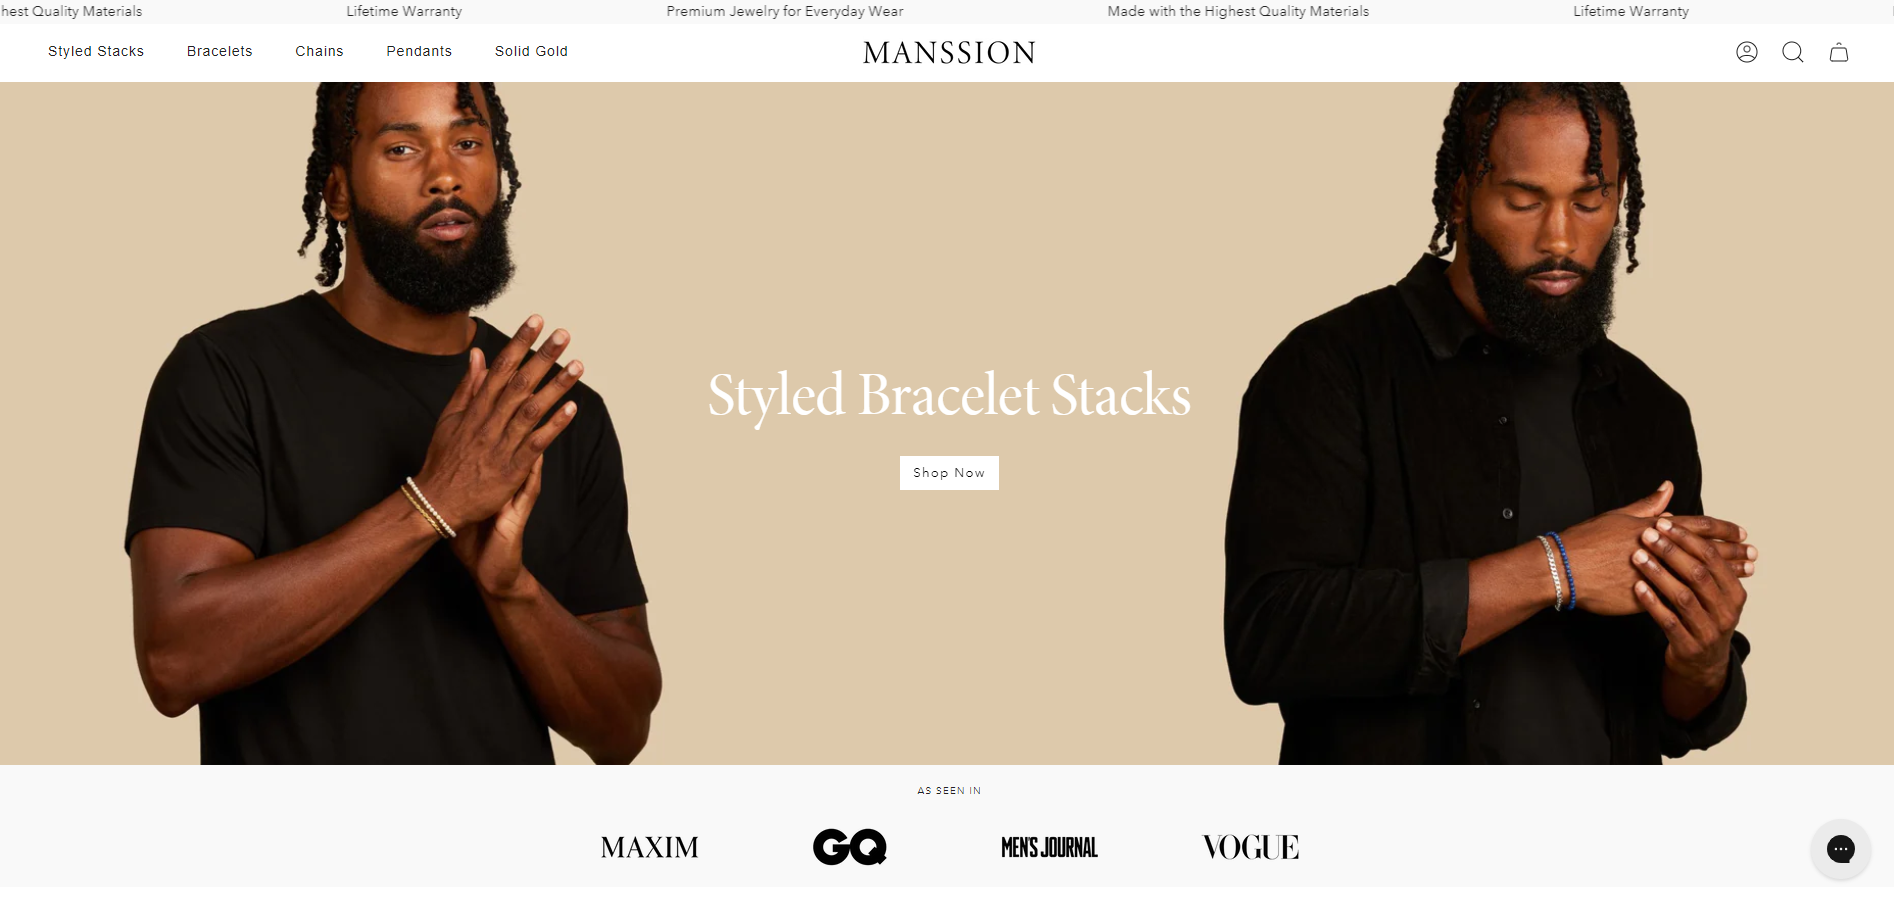 hest Quality Materials
Lifetime Warranty
Premium Jewelry for Everyday Wear
Made with the Highest Quality Materials
Lifetime Warranty
Styled Stacks
Bracelets
Chains
Pendants
Solid Gold
MANSSION
Styled Bracelet Stacks
Shop Now
AS SEEN IN
MAXIM
GQ
MEN'S JOURNAL
VOGUE